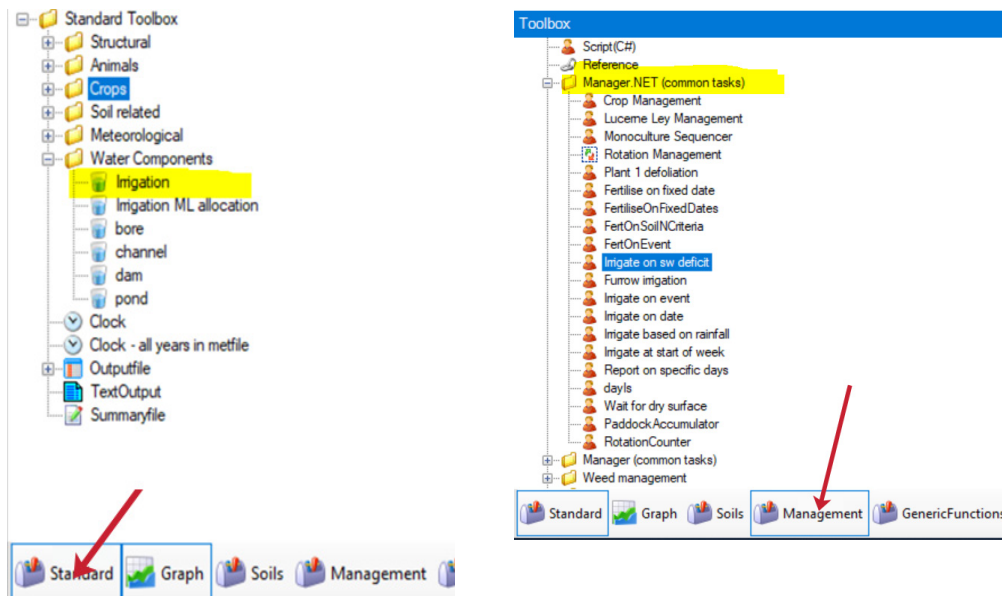 Standard Toolbox
Structural
Animals
Crops
Soil related
Meteorological
Water Components
Irrigation
Irrigation ML allocation
bore
channel
dam
pond
Clock
Clock - all years in metfile
Outputfile
TextOutput
Summaryfile
Standard Graph Soils Management
Toolbox
Script(C#)
Reference
Manager.NET (common tasks)
Crop Management
Lucerne Ley Management
Monoculture Sequencer
Rotation Management
Plant 1 defoliation
Fertilise on fixed date
FertiliseOnFixedDates
FertOnSoilNCriteria
FertOnEvent
Irrigate on sw deficit
Furrow irrigation
Irrigate on event
Irrigate on date
Irrigate based on rainfall
Irrigate at start of week
Report on specific days
dayIs
Wait for dry surface
PaddockAccumulator
RotationCounter
Manager (common tasks)
Weed management
Standard Graph Soils Management GenericFunctions